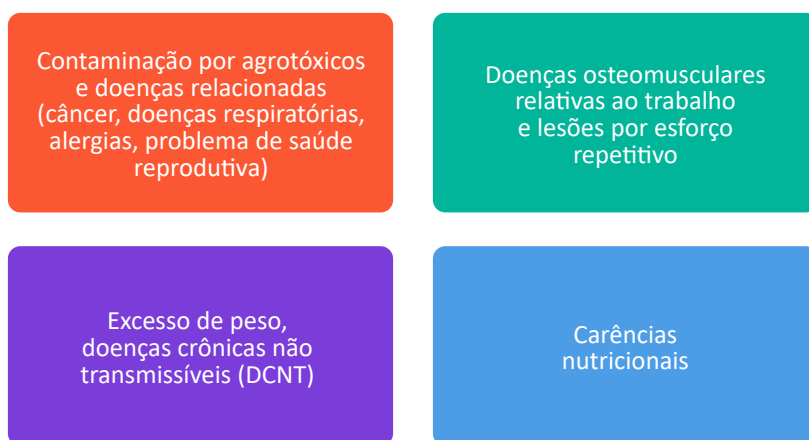 Contaminação por agrotóxicos
e doenças relacionadas
(câncer, doenças respiratórias,
alergias, problema de saúde
reprodutiva)
Doenças osteomusculares
relativas ao trabalho
e lesões por esforço
repetitivo
Excesso de peso,
doenças crônicas não
transmissíveis (DCNT)
Carências
nutricionais